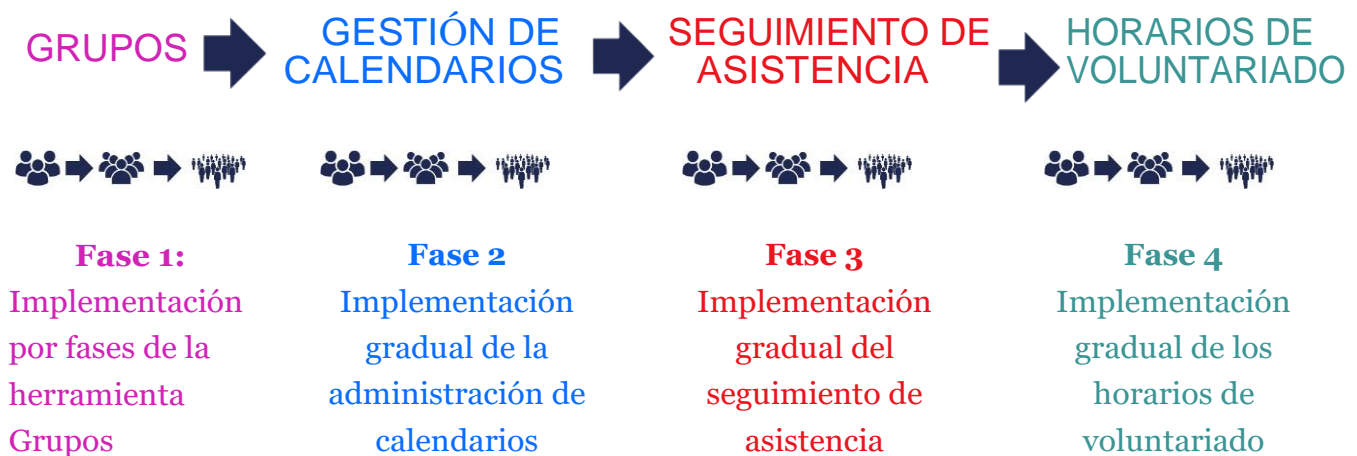 GRUPOS
GESTIÓN DE
CALENDARIOS
SEGUIMIENTO DE
ASISTENCIA
HORARIOS DE
VOLUNTARIADO
Fase 1:
Implementación
por fases de la
herramienta
Grupos
Fase 2
Implementación
gradual de la
administración de
calendarios
Fase 3
Implementación
gradual del
seguimiento de
asistencia
Fase 4
Implementación
gradual de los
horarios de
voluntariado